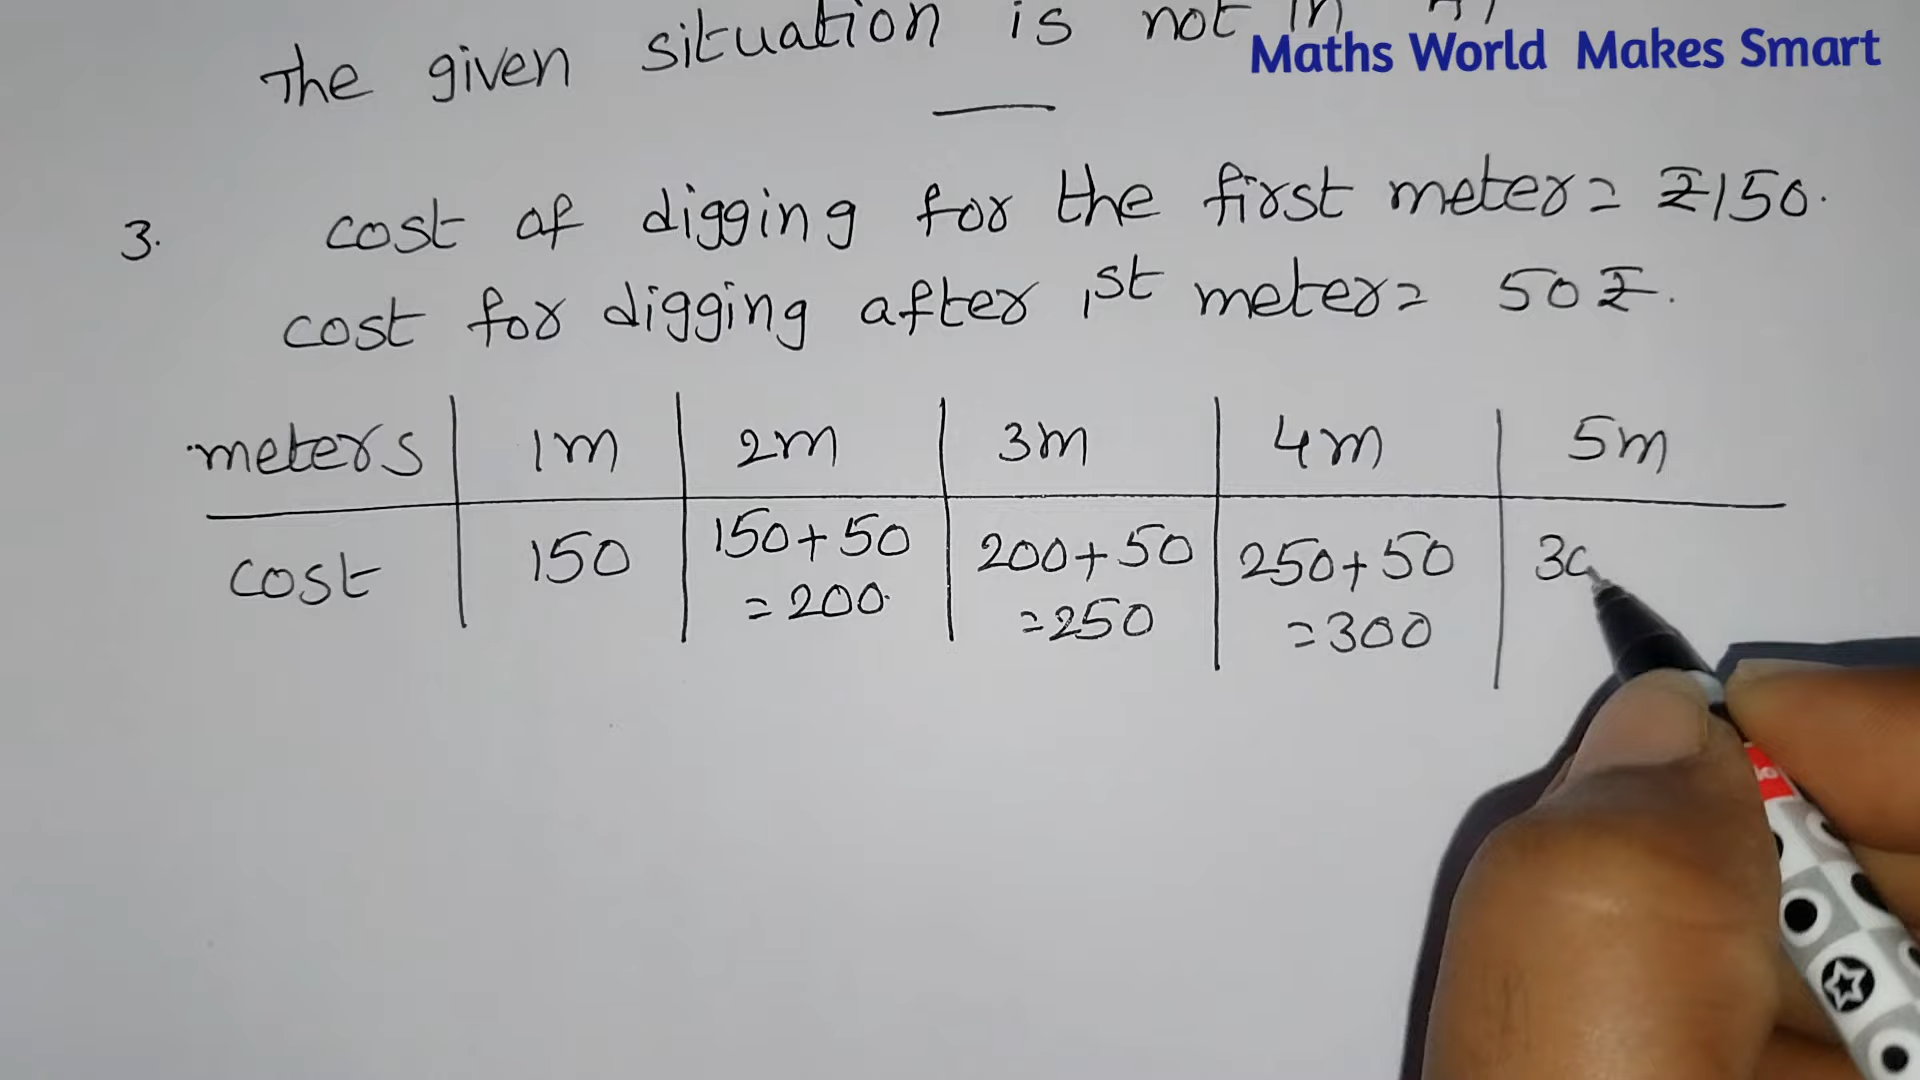 The given situation is not in
Maths World Makes Smart
3. cost of digging for the first meter = ₹150.
cost for digging after 1st meter = 50₹.
meters 1m 2m 3m 4m 5m
cost 150 150+50 200+50 250+50 30
=200. =250 =300